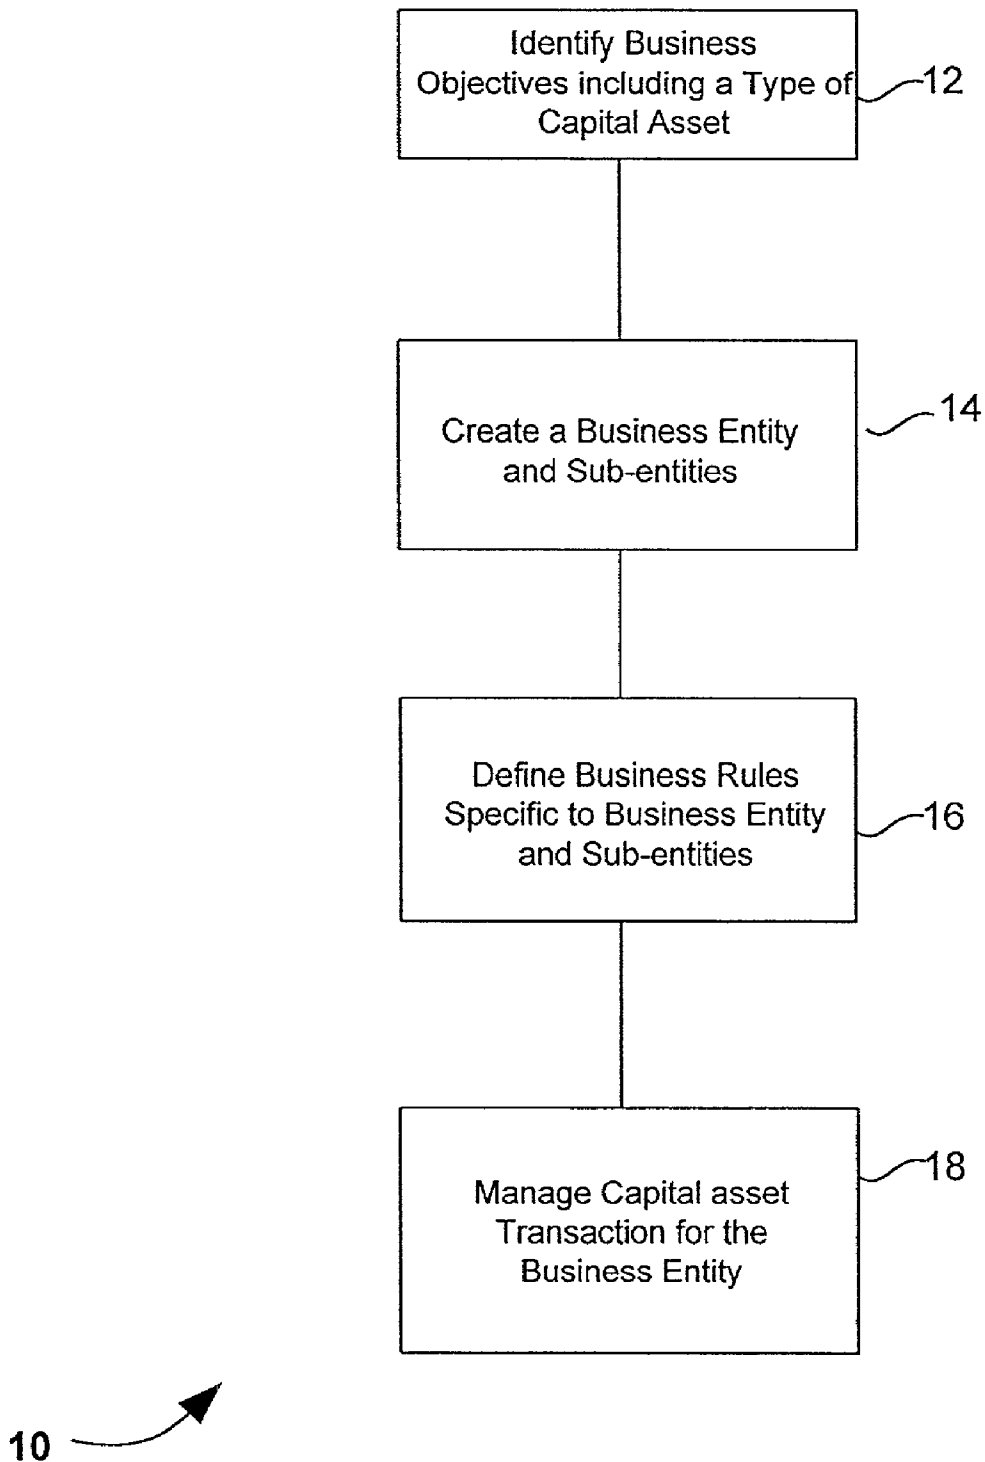 Identify Business
Objectives including a Type of
Capital Asset
12
Create a Business Entity
and Sub-entities
14
Define Business Rules
Specific to Business Entity
and Sub-entities
16
Manage Capital asset
Transaction for the
Business Entity
18
10